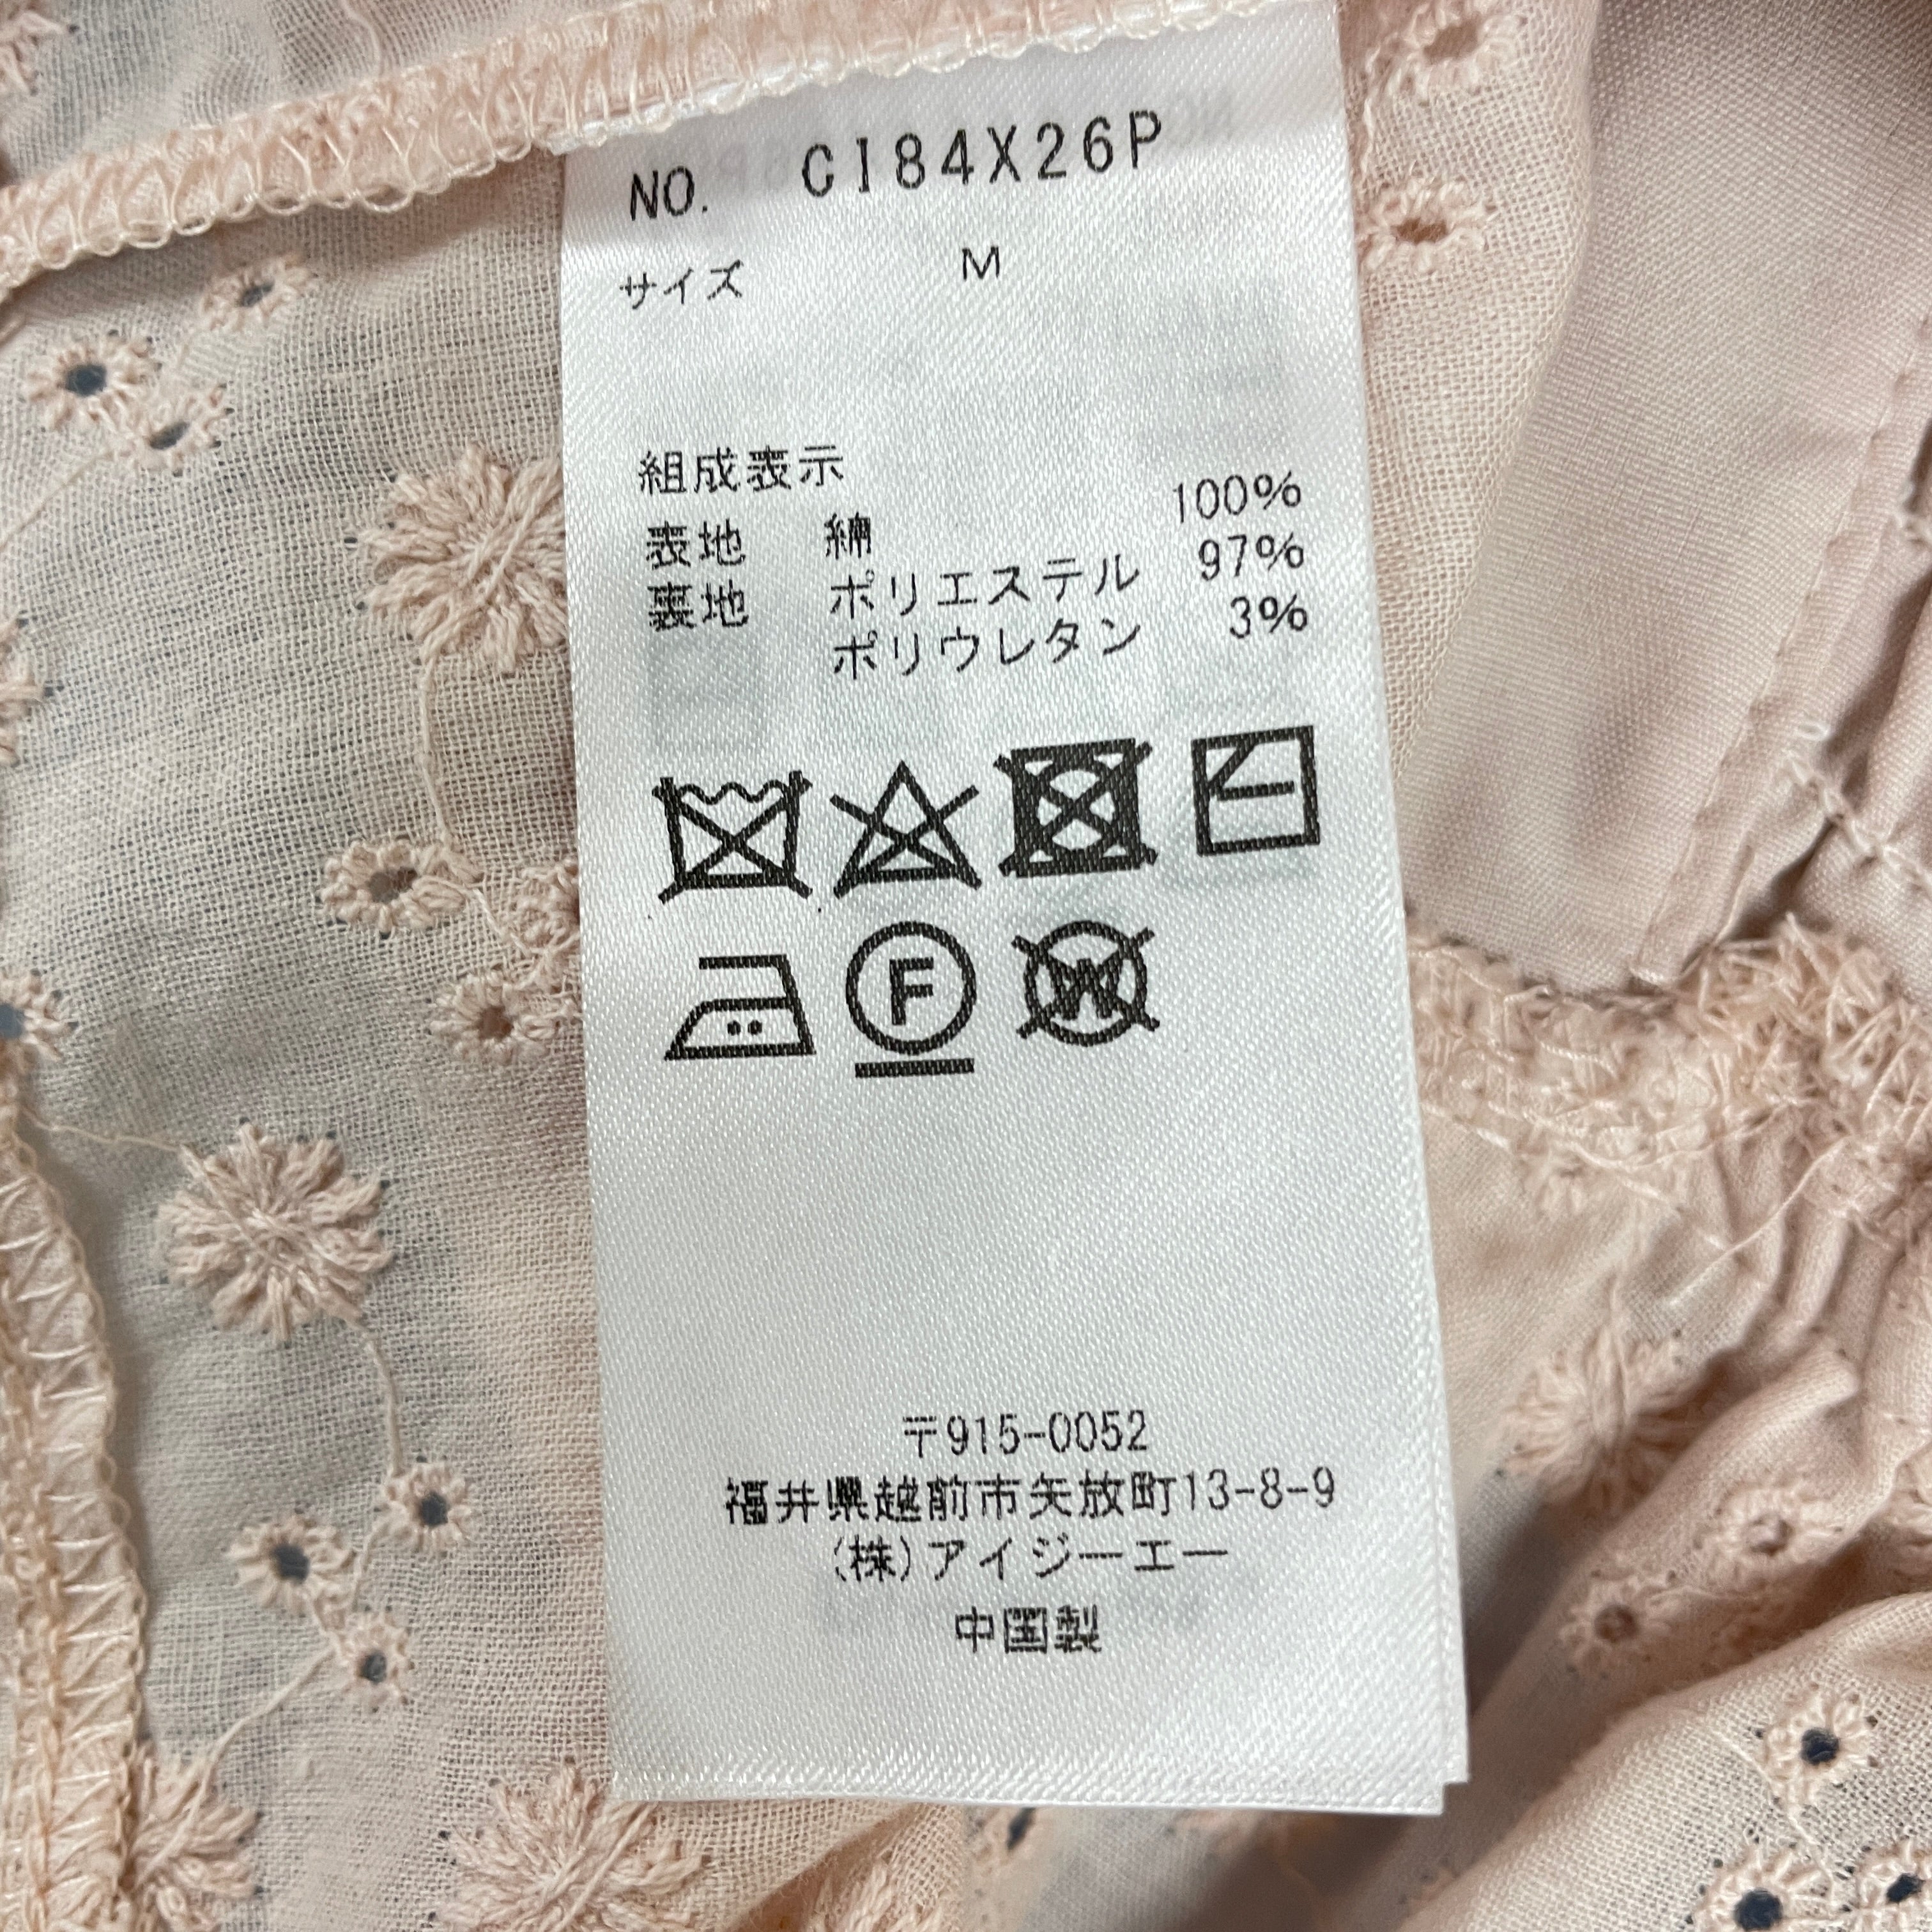 NO. CI84X26P
サイズ M
組成表示
表地 綿 100%
裏地 ポリエステル 97%
ポリウレタン 3%
F W
〒915-0052
福井県越前市矢放町13-8-9
(株)アイジーエー
中国製